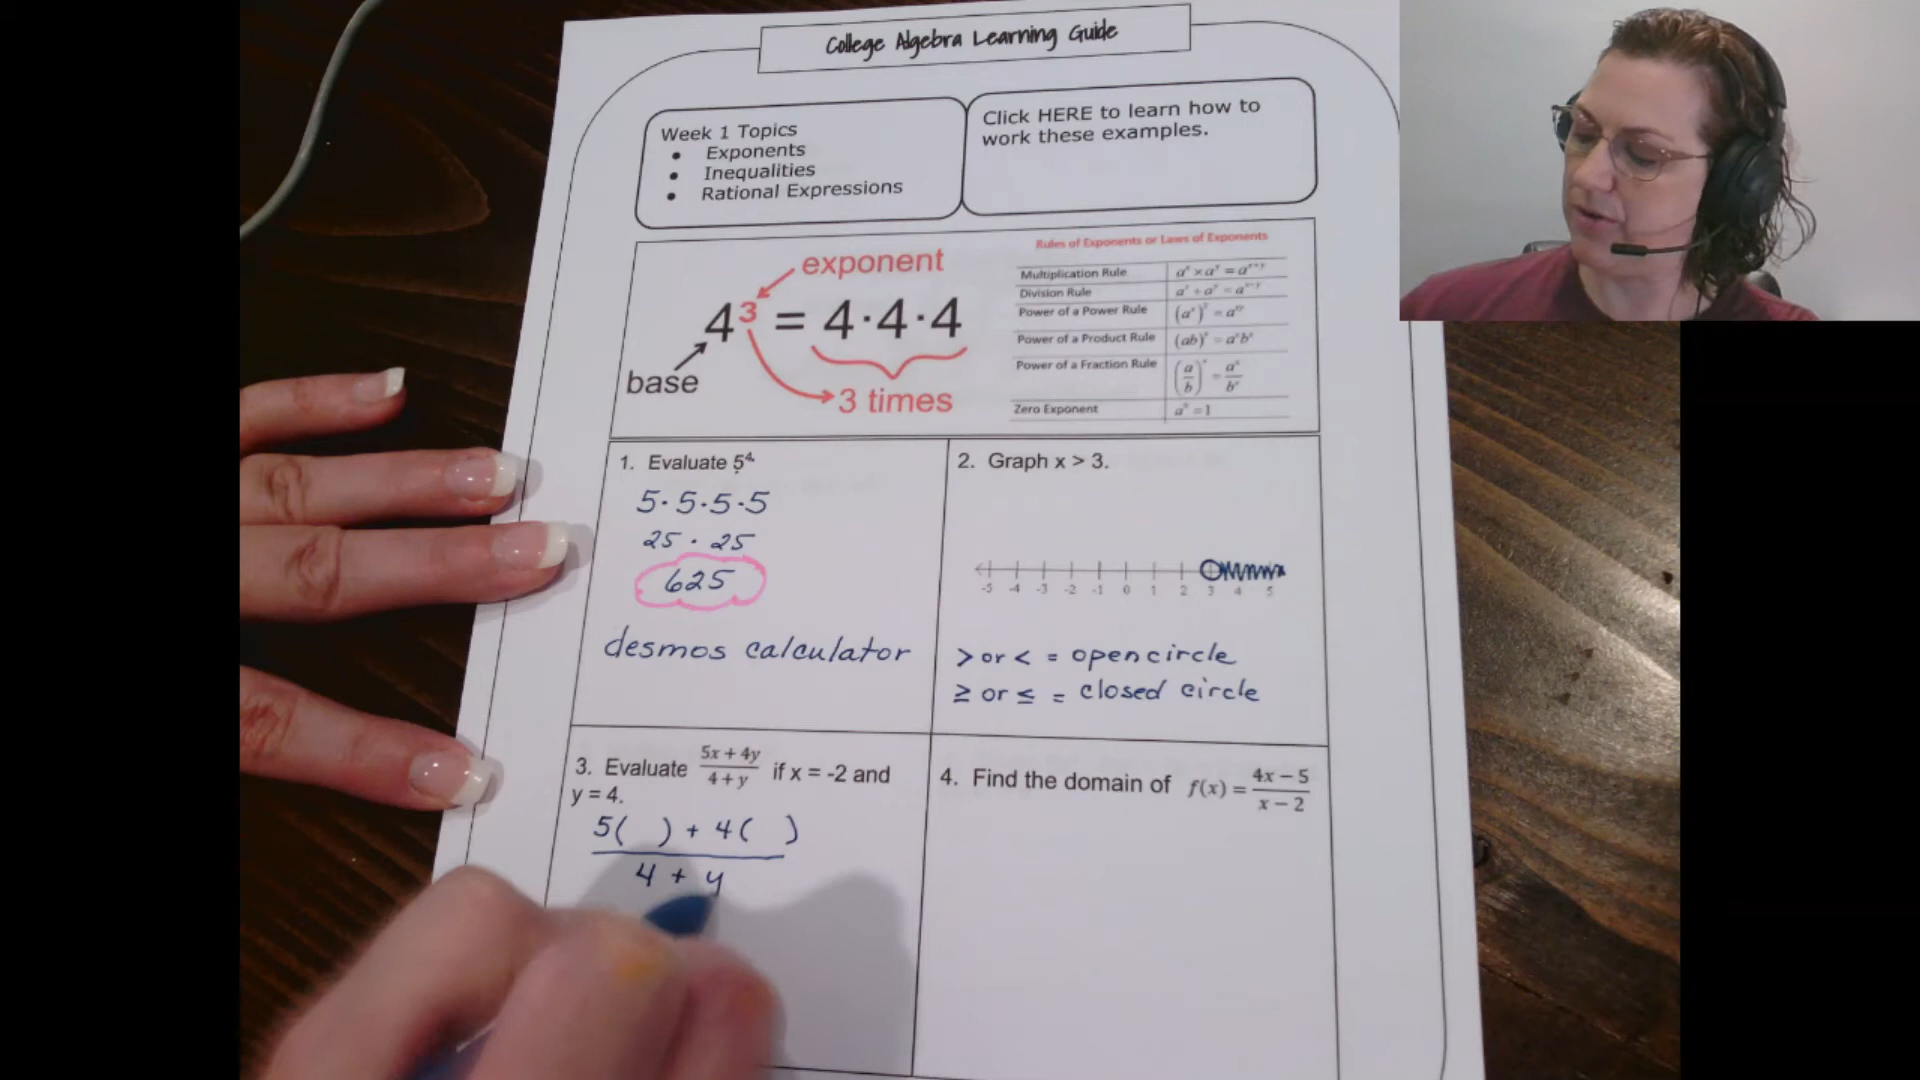 College Algebra Learning Guide
Week 1 Topics
• Exponents
• Inequalities
• Rational Expressions
Click HERE to learn how to
work these examples.
exponent
4³ = 4·4·4
base
3 times
Rules of Exponents or Laws of Exponents
Multiplication Rule
Division Rule
Power of a Power Rule
Power of a Product Rule
Power of a Fraction Rule
Zero Exponent
1. Evaluate 5⁴
5·5·5·5
25 · 25
625
desmos calculator
2. Graph x > 3.
-5 -4 -3 -2 -1 0 1 2 3 4 5
> or < = open circle
≥ or ≤ = closed circle
3. Evaluate (5x + 4y)/(4 + y) if x = -2 and
y = 4.
5( ) + 4( )
4 + y
4. Find the domain of f(x) = (4x − 5)/(x − 2)